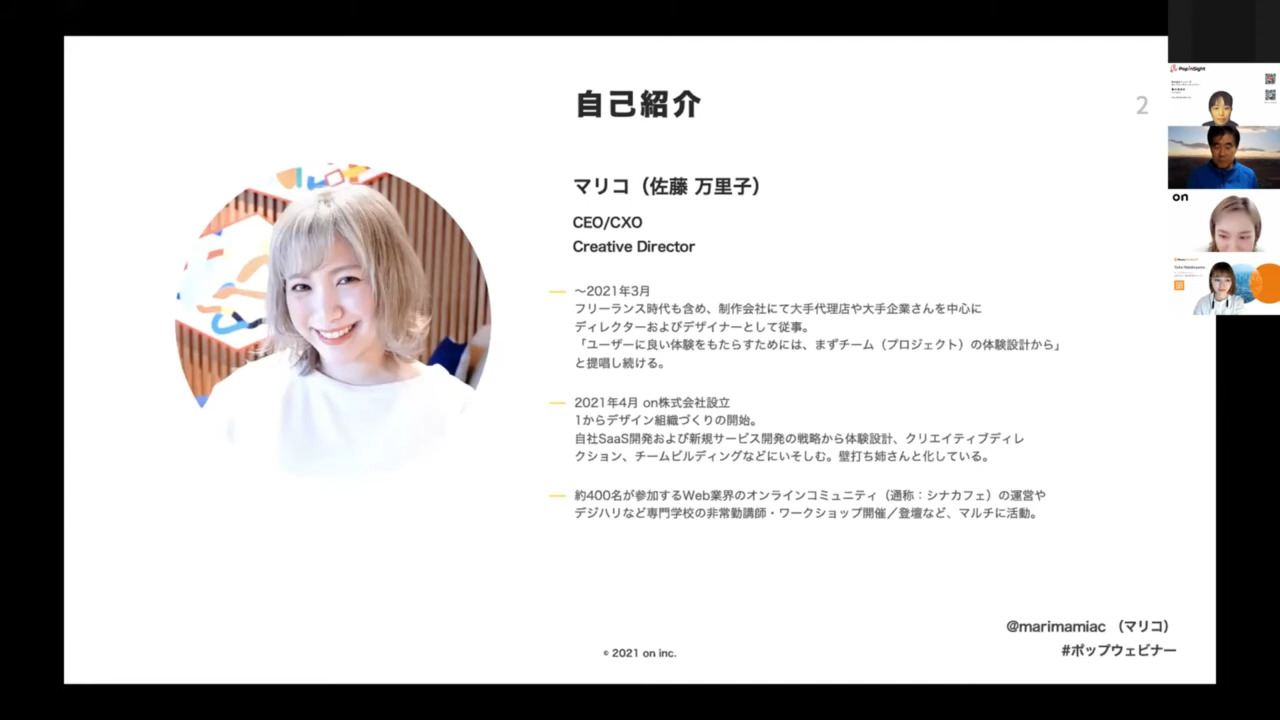 自己紹介
2
マリコ（佐藤 万里子）
CEO/CXO
Creative Director
〜2021年3月
フリーランス時代も含め、制作会社にて大手代理店や大手企業さんを中心に
ディレクターおよびデザイナーとして従事。
「ユーザーに良い体験をもたらすためには、まずチーム（プロジェクト）の体験設計から」
と提唱し続ける。
2021年4月 on株式会社設立
1からデザイン組織づくりの開始。
自社SaaS開発および新規サービス開発の戦略から体験設計、クリエイティブディレ
クション、チームビルディングなどにいそしむ。壁打ち姉さんと化している。
約400名が参加するWeb業界のオンラインコミュニティ（通称：シナカフェ）の運営や
デジハリなど専門学校の非常勤講師・ワークショップ開催／登壇など、マルチに活動。
@marimamiac （マリコ）
#ポップウェビナー
© 2021 on inc.
PopInSight
on